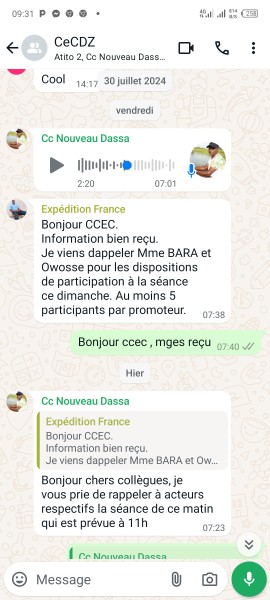 09:31
CeCDZ
Atito 2, Cc Nouveau Dass...
Cool 14:17
30 juillet 2024
vendredi
Cc Nouveau Dassa
2:20 07:01
Expédition France
Bonjour CCEC.
Information bien reçu.
Je viens dappeler Mme BARA et
Owosse pour les dispositions
de participation à la séance
ce dimanche. Au moins 5
participants par promoteur. 07:38
Bonjour ccec , mges reçu 07:40
Hier
Cc Nouveau Dassa
Expédition France
Bonjour CCEC.
Information bien reçu.
Je viens dappeler Mme BARA et Ow...
Bonjour chers collègues, je
vous prie de rappeler à acteurs
respectifs la séance de ce matin
qui est prévue à 11h 07:23
Cc Nouveau Dassa
Message